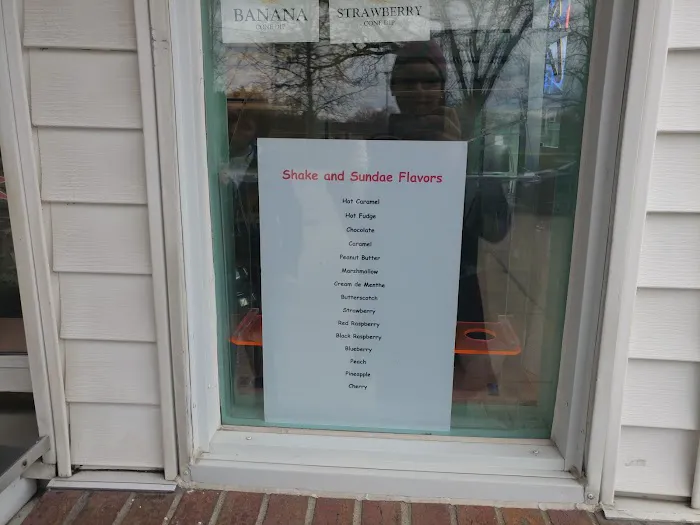 BANANA
STRAWBERRY
Shake and Sundae Flavors
Hot Caramel
Hot Fudge
Chocolate
Caramel
Peanut Butter
Marshmallow
Cream de Menthe
Butterscotch
Strawberry
Red Raspberry
Black Raspberry
Blueberry
Peach
Pineapple
Cherry